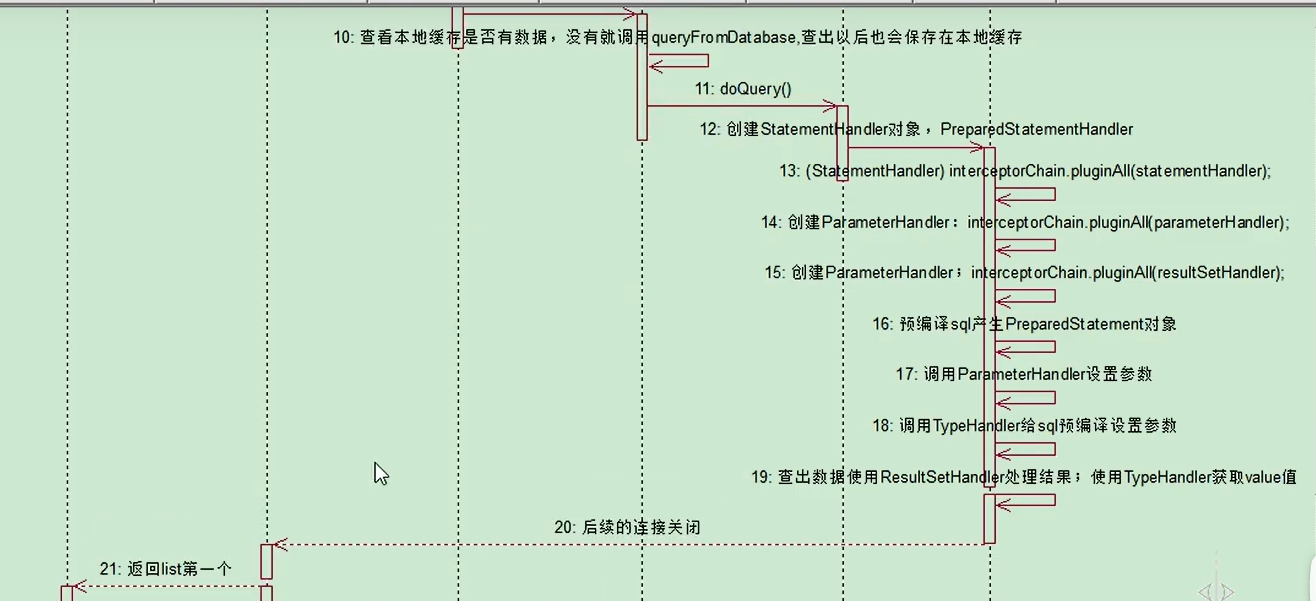 10: 查看本地缓存是否有数据，没有就调用queryFromDatabase,查出以后也会保存在本地缓存
11: doQuery()
12: 创建StatementHandler对象，PreparedStatementHandler
13: (StatementHandler) interceptorChain.pluginAll(statementHandler);
14: 创建ParameterHandler：interceptorChain.pluginAll(parameterHandler);
15: 创建ParameterHandler；interceptorChain.pluginAll(resultSetHandler);
16: 预编译sql产生PreparedStatement对象
17: 调用ParameterHandler设置参数
18: 调用TypeHandler给sql预编译设置参数
19: 查出数据使用ResultSetHandler处理结果；使用TypeHandler获取value值
20: 后续的连接关闭
21: 返回list第一个